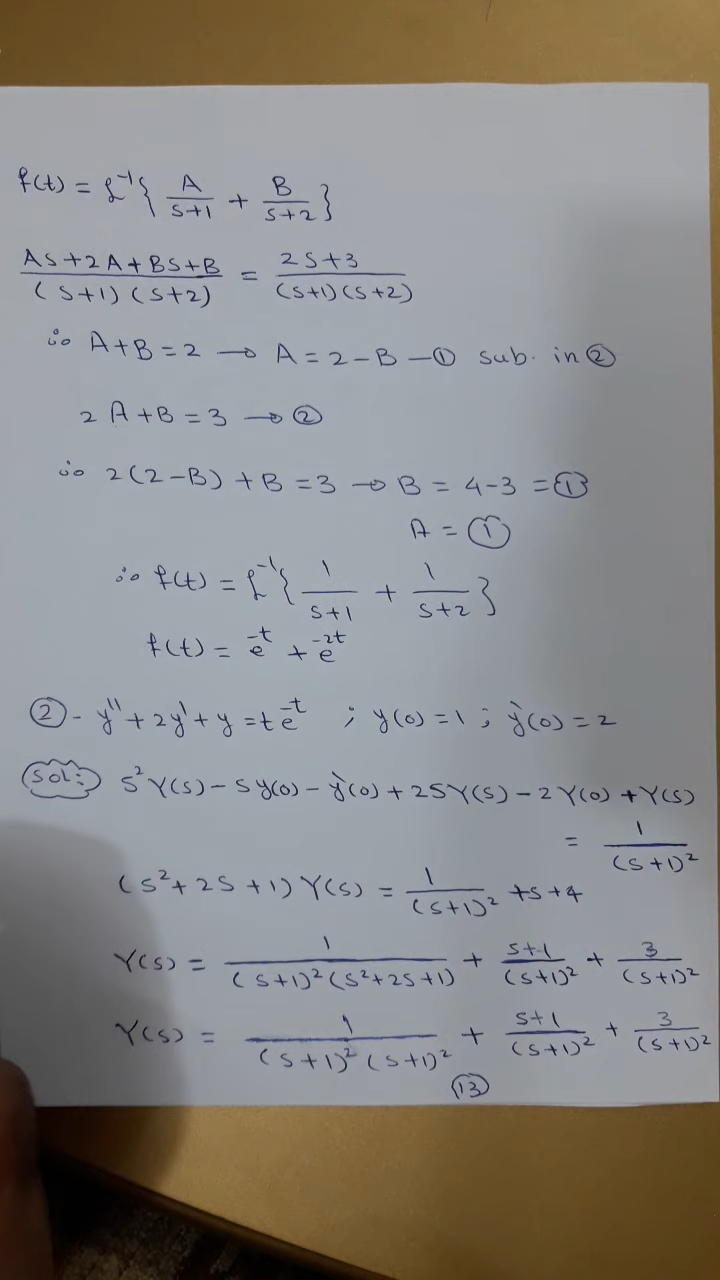 f(t) = £⁻¹{ A/(S+1) + B/(S+2) }
(AS+2A+BS+B)/((S+1)(S+2)) = (2S+3)/((S+1)(S+2))
∴ A+B=2 → A=2-B -① sub. in ②
2A+B=3 → ②
∴ 2(2-B)+B=3 → B=4-3=①
A=①
∴ f(t) = £⁻¹{ 1/(S+1) + 1/(S+2) }
f(t) = e^-t + e^-2t
② - y''+2y'+y=te^-t ; y(0)=1 ; y'(0)=2
Sol: S²Y(S)-Sy(0)-y'(0)+2SY(S)-2Y(0)+Y(S)
= 1/(S+1)²
(S²+2S+1)Y(S) = 1/(S+1)² +S+4
Y(S) = 1/((S+1)²(S²+2S+1)) + (S+1)/(S+1)² + 3/(S+1)²
Y(S) = 1/((S+1)²(S+1)²) + (S+1)/(S+1)² + 3/(S+1)²
13